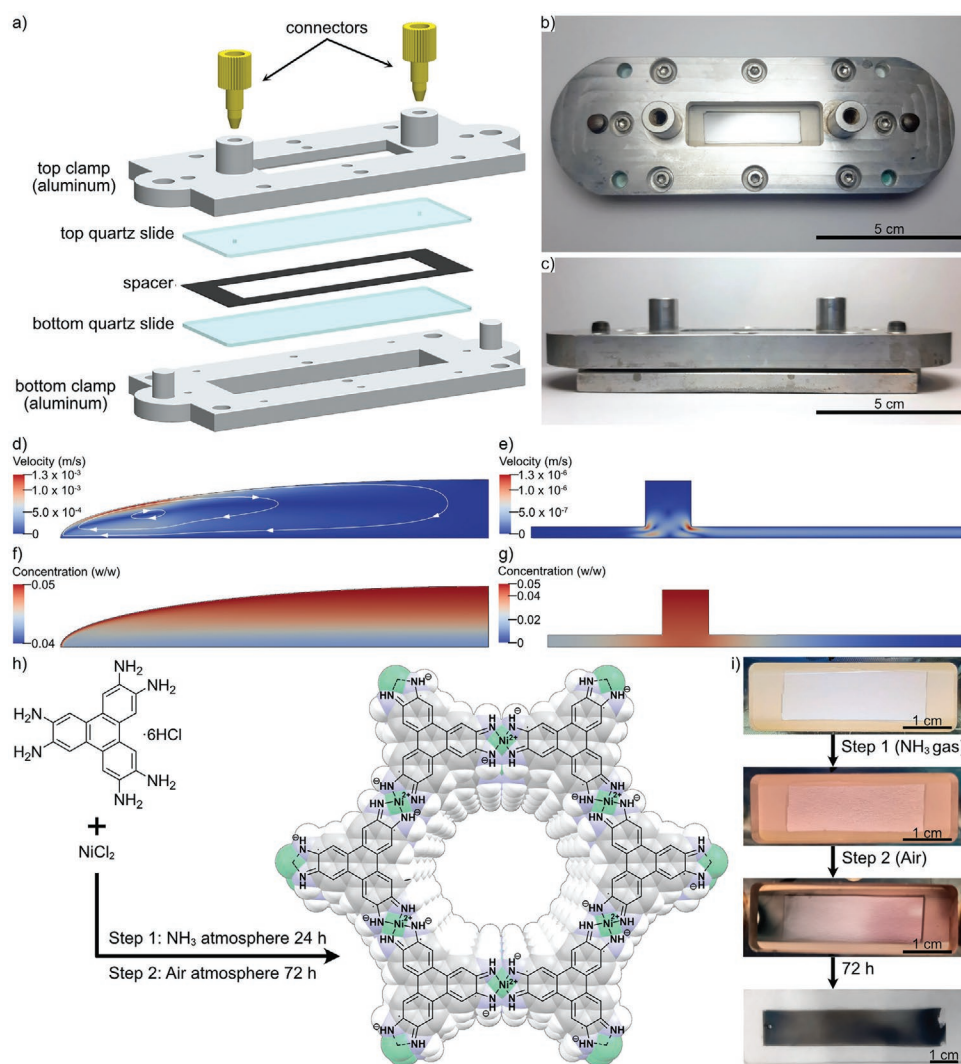 a)
connectors
top clamp
(aluminum)
top quartz slide
spacer
bottom quartz slide
bottom clamp
(aluminum)
b)
5 cm
c)
5 cm
d)
Velocity (m/s)
1.3 x 10⁻³
1.0 x 10⁻³
5.0 x 10⁻⁴
0
e)
Velocity (m/s)
1.3 x 10⁻⁶
1.0 x 10⁻⁶
5.0 x 10⁻⁷
0
f)
Concentration (w/w)
0.05
0.04
g)
Concentration (w/w)
0.05
0.04
0.02
0
h)
NH₂
NH₂
H₂N
H₂N
·6HCl
NH₂
NH₂
+
NiCl₂
Step 1: NH₃ atmosphere 24 h
Step 2: Air atmosphere 72 h
i)
1 cm
Step 1 (NH₃ gas)
1 cm
Step 2 (Air)
1 cm
72 h
1 cm